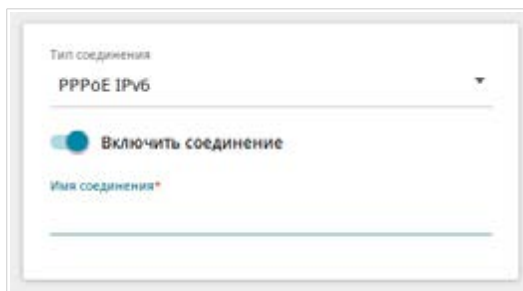 Тип соединения
PPPoE IPv6
Включить соединение
Имя соединения*